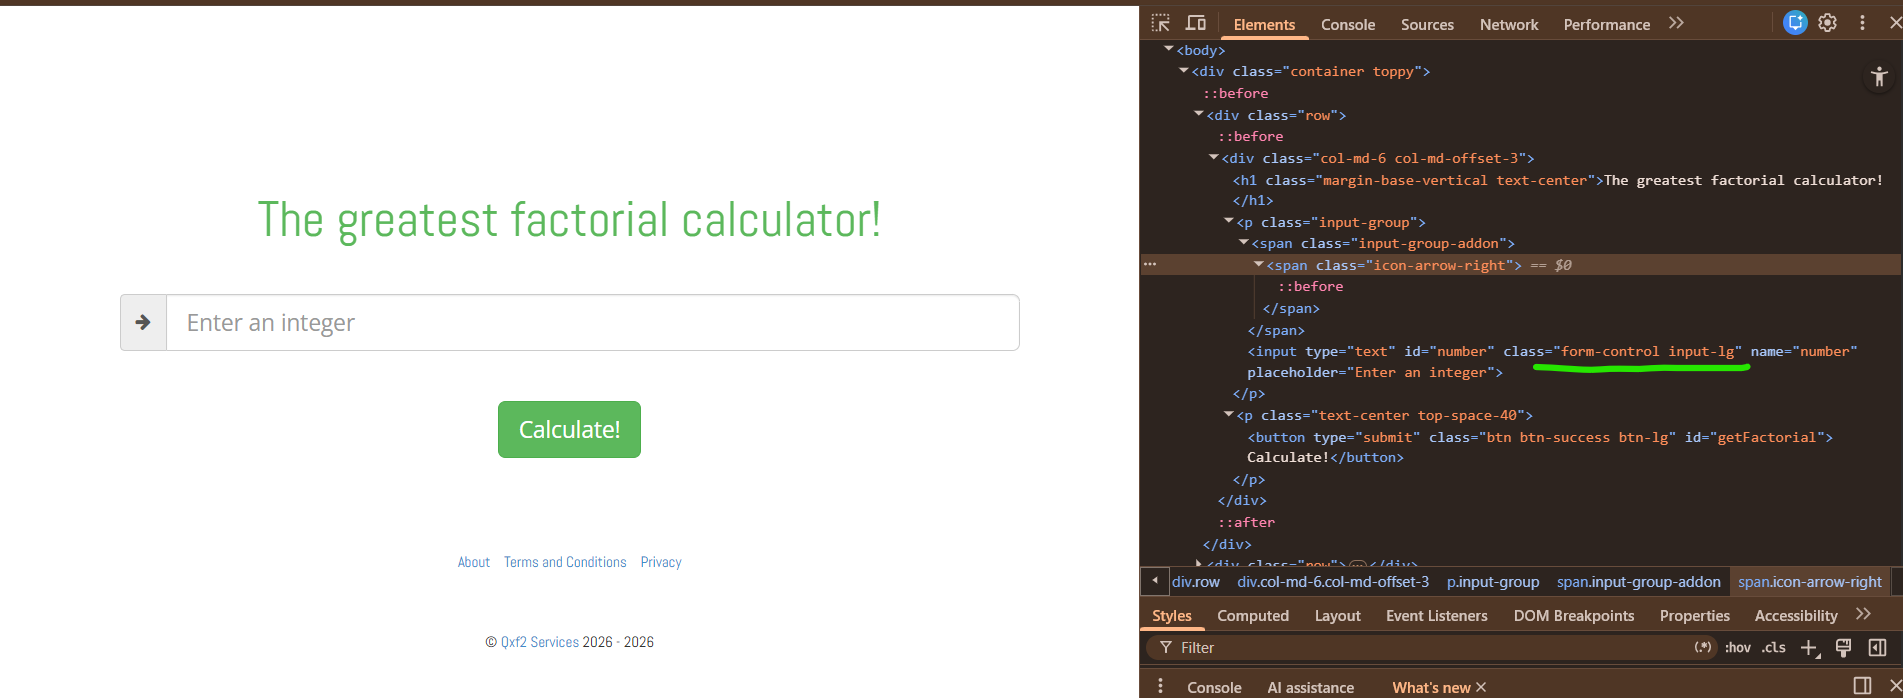 The greatest factorial calculator!
Enter an integer
Calculate!
About Terms and Conditions Privacy
© Qxf2 Services 2026 - 2026
Elements Console Sources Network Performance
<body>
<div class="container toppy">
::before
<div class="row">
::before
<div class="col-md-6 col-md-offset-3">
<h1 class="margin-base-vertical text-center">The greatest factorial calculator!
</h1>
<p class="input-group">
<span class="input-group-addon">
<span class="icon-arrow-right"> == $0
::before
</span>
</span>
<input type="text" id="number" class="form-control input-lg" name="number"
placeholder="Enter an integer">
</p>
<p class="text-center top-space-40">
<button type="submit" class="btn btn-success btn-lg" id="getFactorial">
Calculate!</button>
</p>
</div>
::after
</div>
<div class="row"></div>
div.row div.col-md-6.col-md-offset-3 p.input-group span.input-group-addon span.icon-arrow-right
Styles Computed Layout Event Listeners DOM Breakpoints Properties Accessibility
Filter (.*) :hov .cls
Console AI assistance What's new